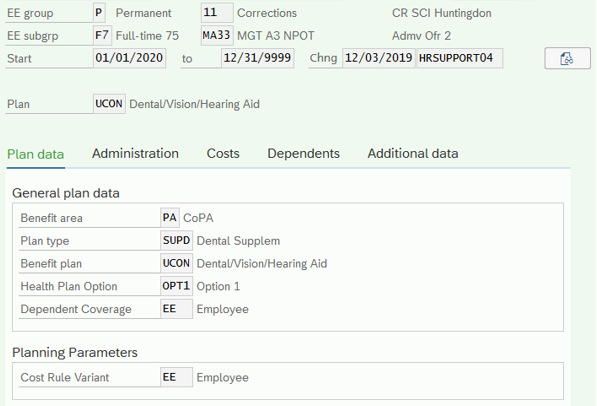 EE group P Permanent 11 Corrections CR SCI Huntingdon
EE subgrp F7 Full-time 75 MA33 MGT A3 NPOT Admv Ofr 2
Start 01/01/2020 to 12/31/9999 Chng 12/03/2019 HRSUPPORT04
Plan UCON Dental/Vision/Hearing Aid
Plan data Administration Costs Dependents Additional data
General plan data
Benefit area PA CoPA
Plan type SUPD Dental Supplem
Benefit plan UCON Dental/Vision/Hearing Aid
Health Plan Option OPT1 Option 1
Dependent Coverage EE Employee
Planning Parameters
Cost Rule Variant EE Employee